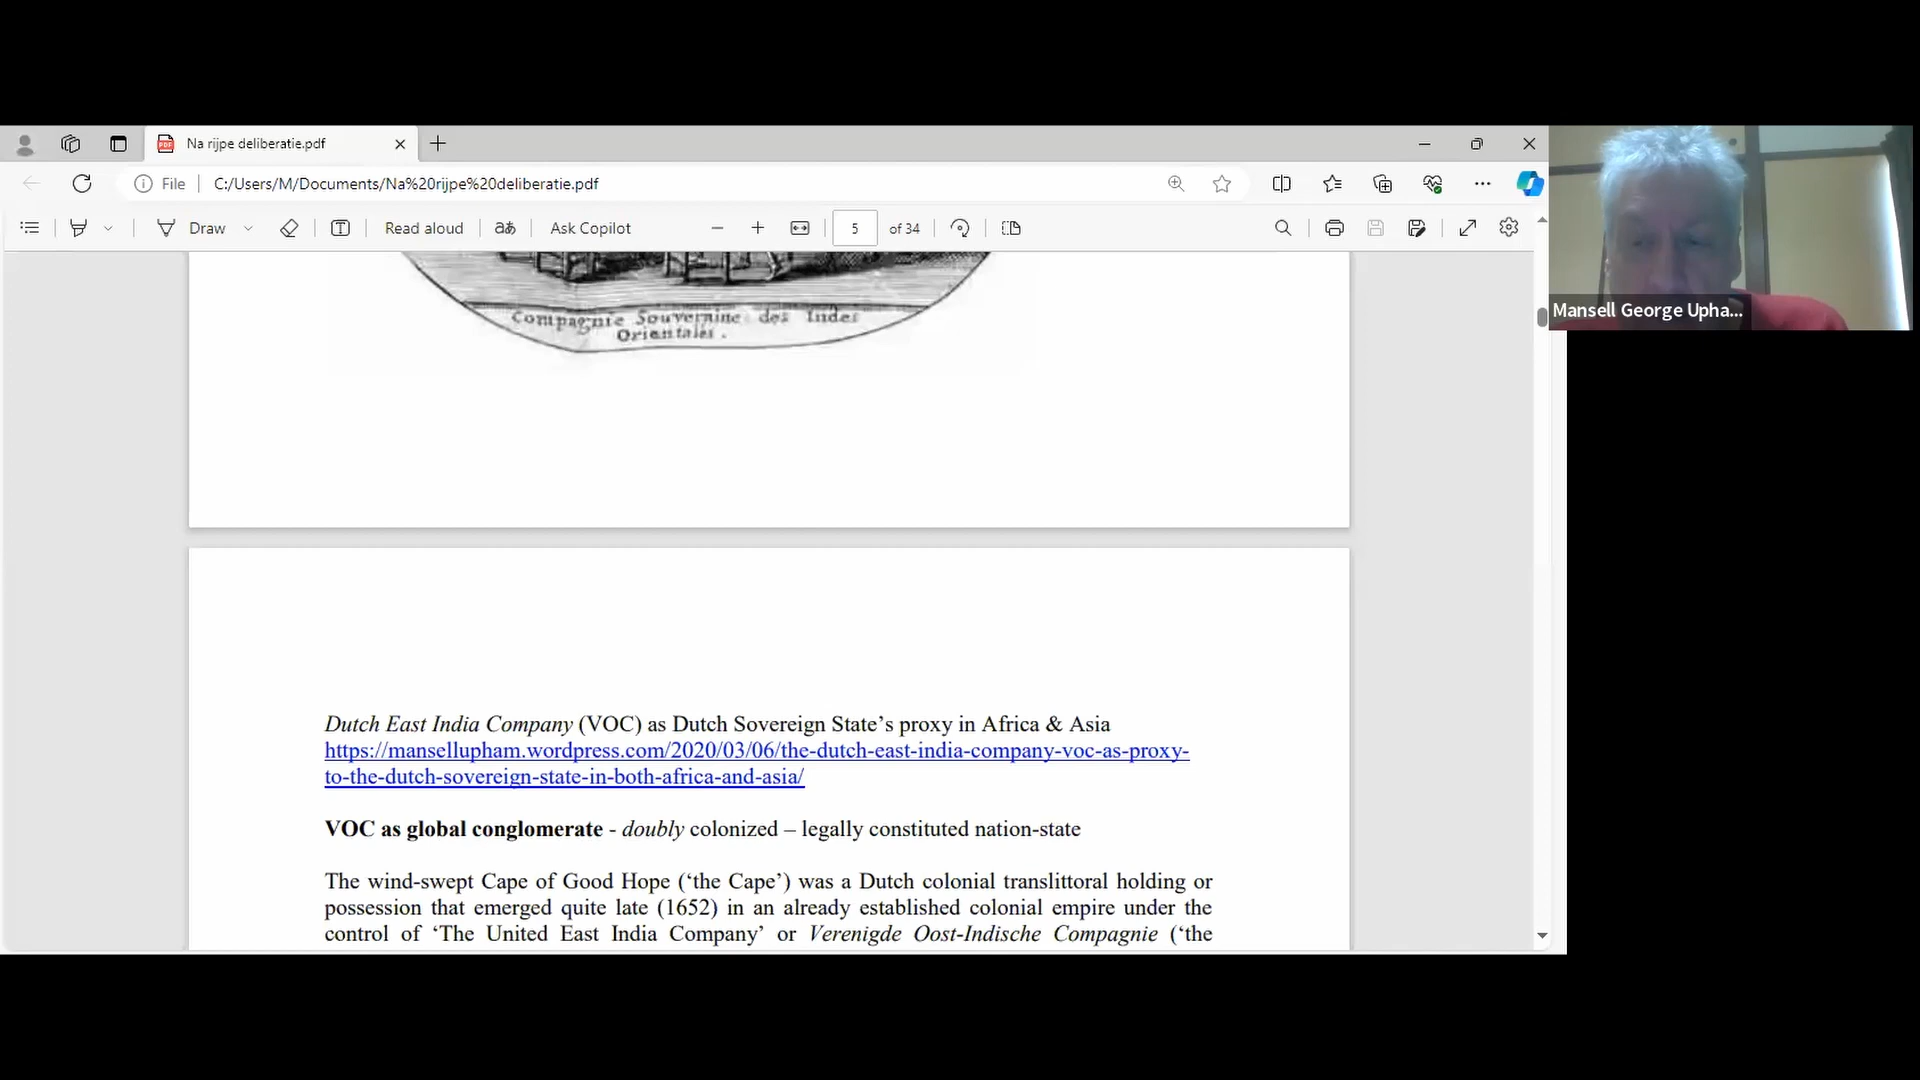 Na rijpe deliberatie.pdf
File
C:/Users/M/Documents/Na%20rijpe%20deliberatie.pdf
Draw
Read aloud
aあ
Ask Copilot
5
of 34
Mansell George Upha...
Compagnie Souvernine des Indes
Orientales.
Dutch East India Company (VOC) as Dutch Sovereign State’s proxy in Africa & Asia
https://mansellupham.wordpress.com/2020/03/06/the-dutch-east-india-company-voc-as-proxy-
to-the-dutch-sovereign-state-in-both-africa-and-asia/
VOC as global conglomerate - doubly colonized – legally constituted nation-state
The wind-swept Cape of Good Hope (‘the Cape’) was a Dutch colonial translittoral holding or
possession that emerged quite late (1652) in an already established colonial empire under the
control of ‘The United East India Company’ or Verenigde Oost-Indische Compagnie (‘the